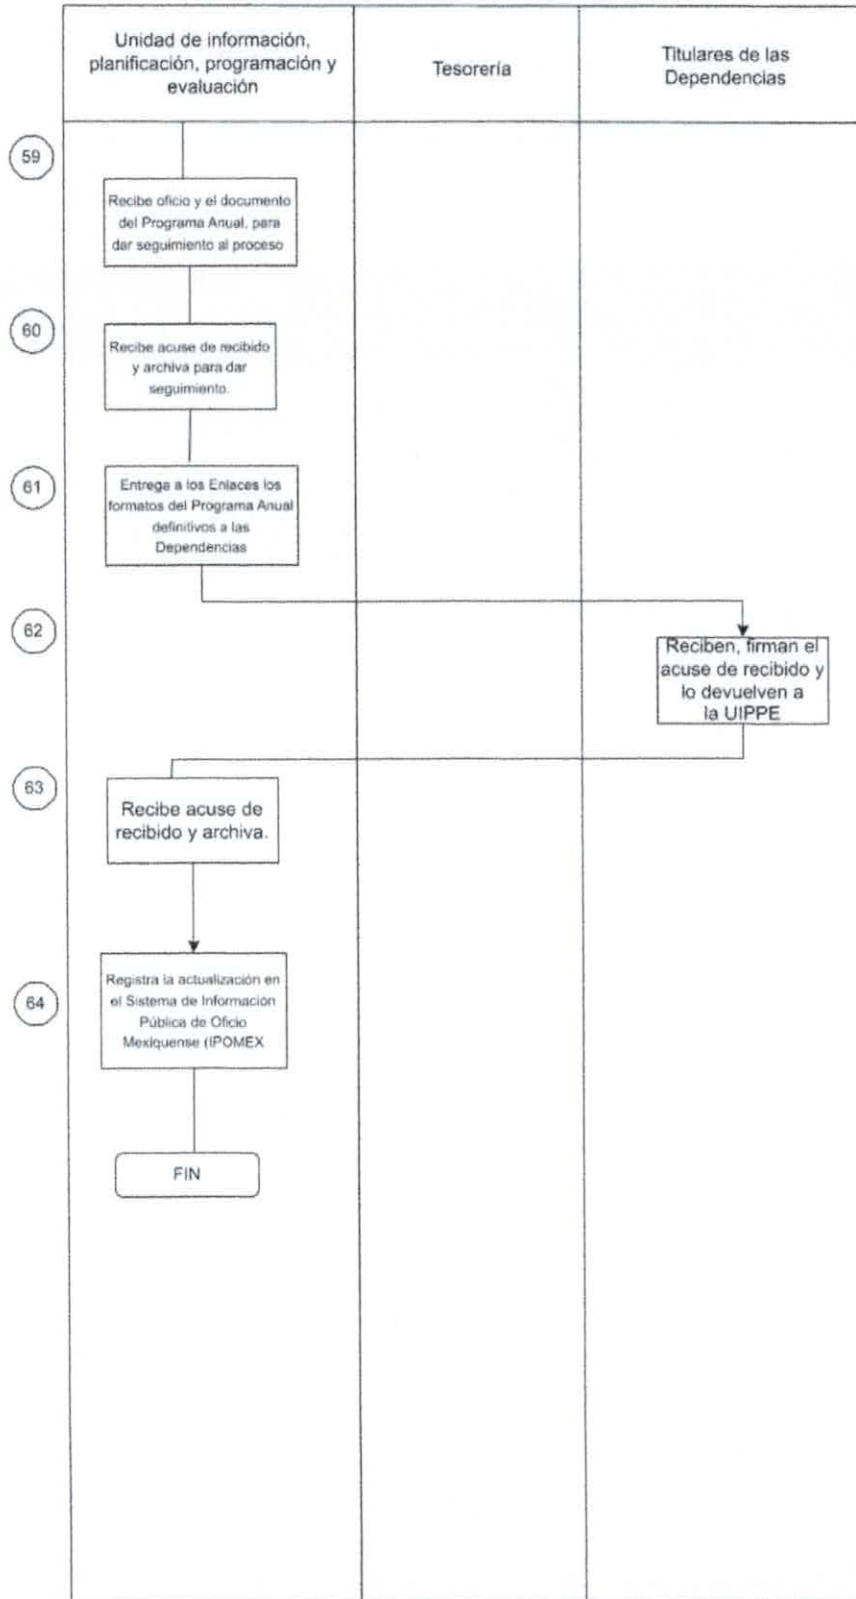 Unidad de información,
planificación, programación y
evaluación
Tesorería
Titulares de las
Dependencias
59
Recibe oficio y el documento
del Programa Anual, para
dar seguimiento al proceso
60
Recibe acuse de recibido
y archiva para dar
seguimiento.
61
Entrega a los Enlaces los
formatos del Programa Anual
definitivos a las
Dependencias
62
Reciben, firman el
acuse de recibido y
lo devuelven a
la UIPPE
63
Recibe acuse de
recibido y archiva.
64
Registra la actualización en
el Sistema de Información
Pública de Oficio
Mexiquense (IPOMEX
FIN